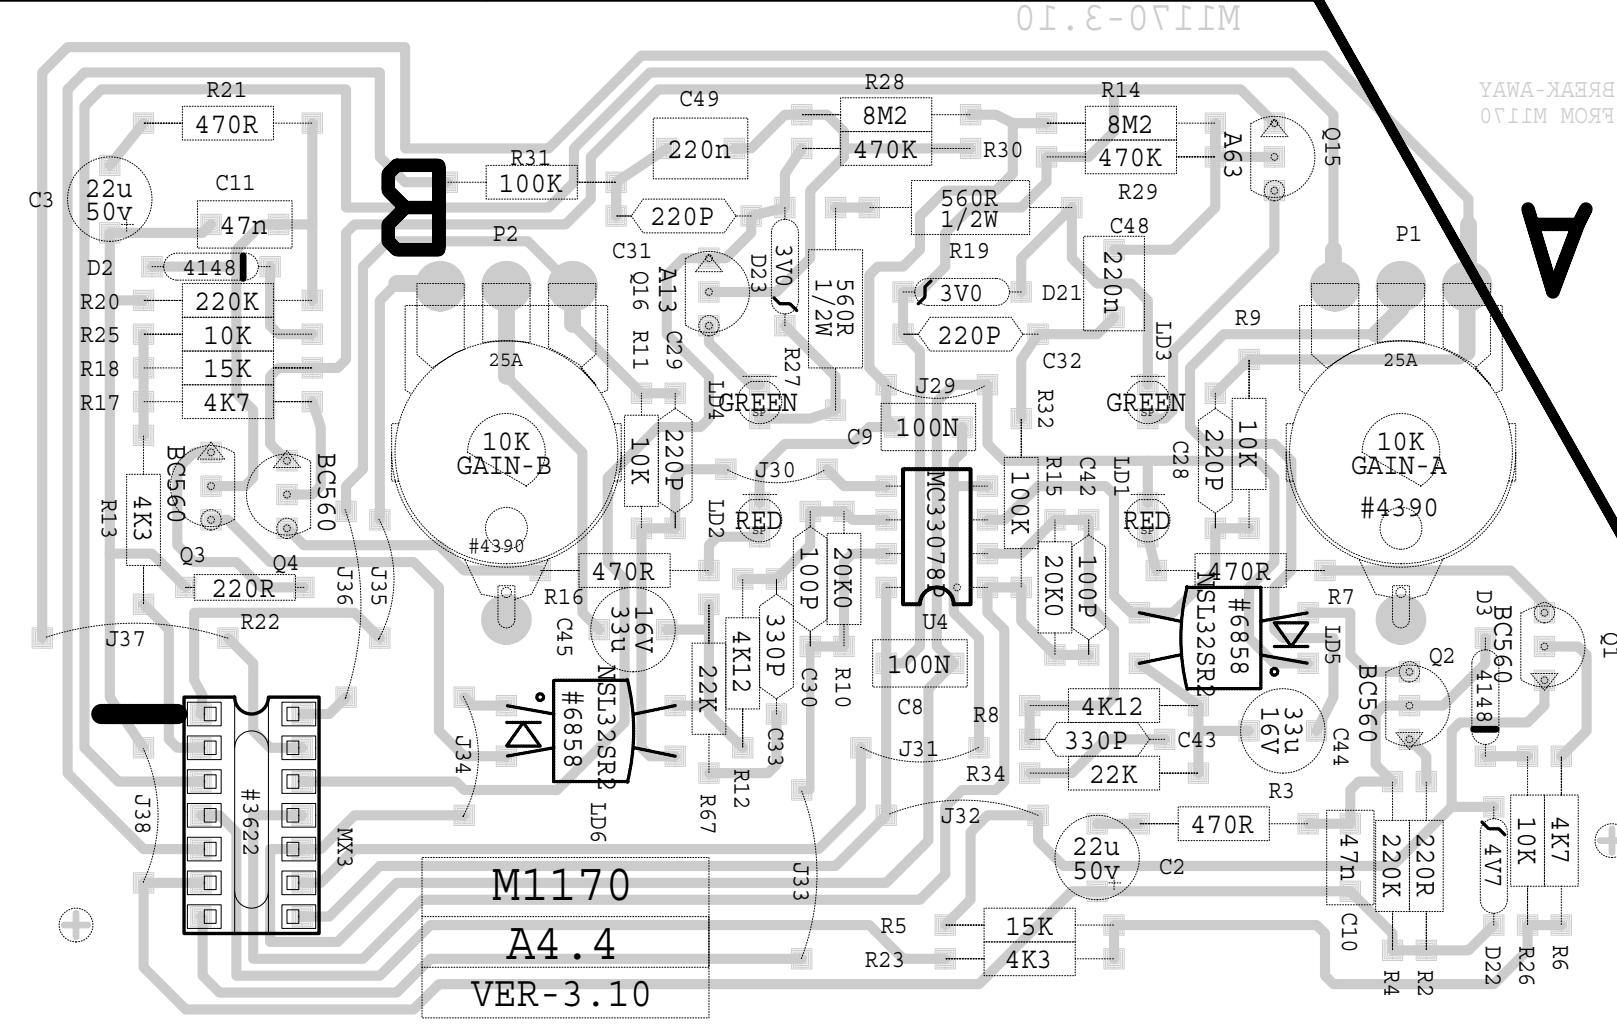 M1170-3.10
BREAK-AWAY
FROM M1170
R21
470R
C49
220n
R28
8M2
470K
R30
R14
8M2
470K
R29
A63
Q15
C3
22u
50v
C11
47n
R31
100K
B
A
220P
C31
560R
1/2W
R19
C48
220n
P2
P1
D2
4148
R20
220K
R25
10K
R18
15K
R17
4K7
Q16
A13
D23
3V0
560R
1/2W
3V0
D21
220P
C32
R9
25A
25A
R11
C29
LD4
GREEN
R27
J29
R32
LD3
GREEN
C9
100N
10K
GAIN-B
#4390
10K
220P
J30
MC33078P
100K
R15
C42
LD1
RED
C28
220P
10K
10K
GAIN-A
#4390
BC560
BC560
R13
4K3
Q3
Q4
220R
R22
J36
J35
J37
LD2
RED
470R
R16
C45
33u
16V
100P
20K0
4K12
330P
22K
C30
R10
U4
100N
C8
20K0
100P
470R
R7
NSL32SR2
#6858
LD5
D3
BC560
Q1
4148
Q2
BC560
J34
#6858
NSL32SR2
LD6
R12
C33
R67
J31
R8
4K12
330P
C43
22K
R34
33u
16V
C44
R3
J38
#3622
MX3
J33
J32
22u
50v
C2
470R
47n
C10
220K
220R
4V7
10K
4K7
M1170
A4.4
VER-3.10
R5
15K
R23
4K3
R4
R2
D22
R26
R6